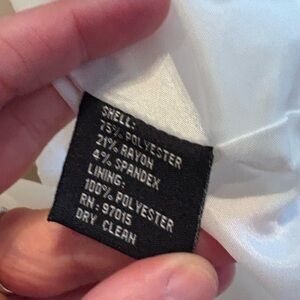 SHELL:
75% POLYESTER
21% RAYON
4% SPANDEX
LINING:
100% POLYESTER
RN: 97015
DRY CLEAN